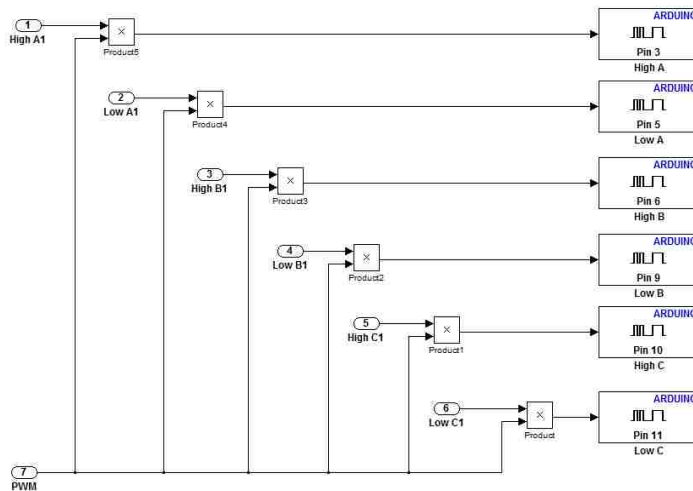 1
High A1
×
Product5
ARDUINO
Pin 3
High A
2
Low A1
×
Product4
ARDUINO
Pin 5
Low A
3
High B1
×
Product3
ARDUINO
Pin 6
High B
4
Low B1
×
Product2
ARDUINO
Pin 9
Low B
5
High C1
×
Product1
ARDUINO
Pin 10
High C
6
Low C1
×
Product
ARDUINO
Pin 11
Low C
7
PWM